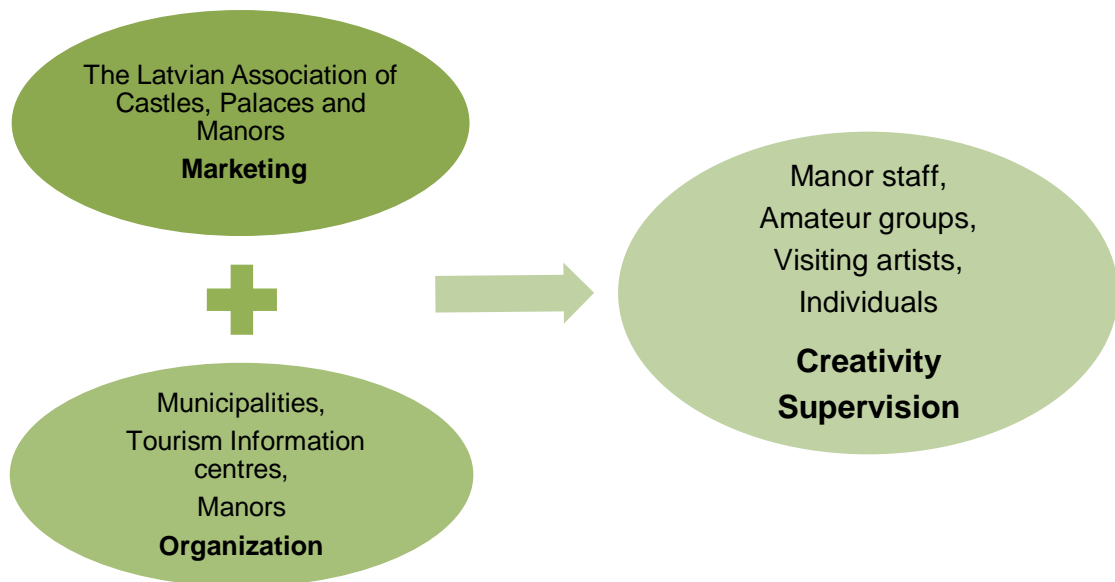 The Latvian Association of
Castles, Palaces and
Manors
Marketing
Municipalities,
Tourism Information
centres,
Manors
Organization
Manor staff,
Amateur groups,
Visiting artists,
Individuals
Creativity
Supervision